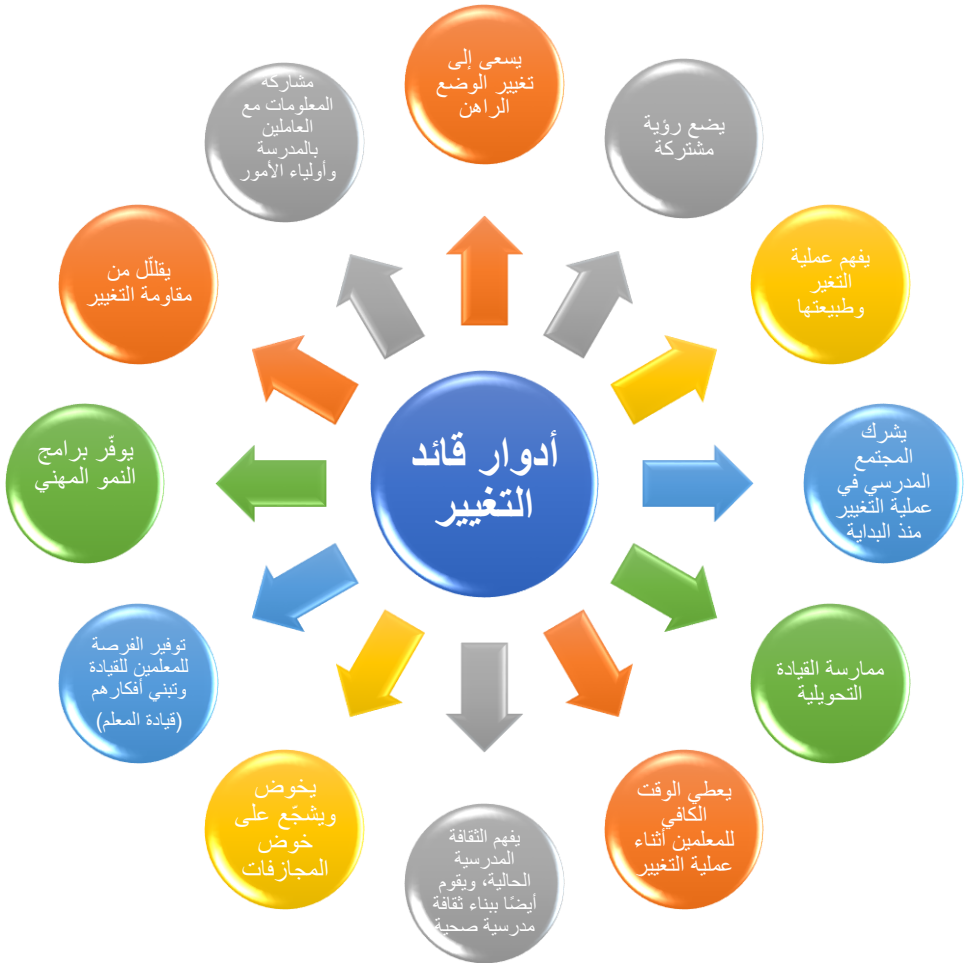 أدوار قائد
التغيير
يسعى إلى
تغيير الوضع
الراهن
يضع رؤية
مشتركة
يفهم عملية
التغير
وطبيعتها
يشرك
المجتمع
المدرسي في
عملية التغيير
منذ البداية
ممارسة القيادة
التحويلية
يعطي الوقت
الكافي
للمعلمين أثناء
عملية التغيير
يفهم الثقافة
المدرسية
الحالية، ويقوم
أيضًا ببناء ثقافة
مدرسية صحية
يخوض
ويشجّع على
خوض
المجازفات
توفير الفرصة
للمعلمين للقيادة
وتبني أفكارهم
(قيادة المعلم)
يوفّر برامج
النمو المهني
يقللّل من
مقاومة التغيير
مشاركة
المعلومات مع
العاملين
بالمدرسة
وأولياء الأمور